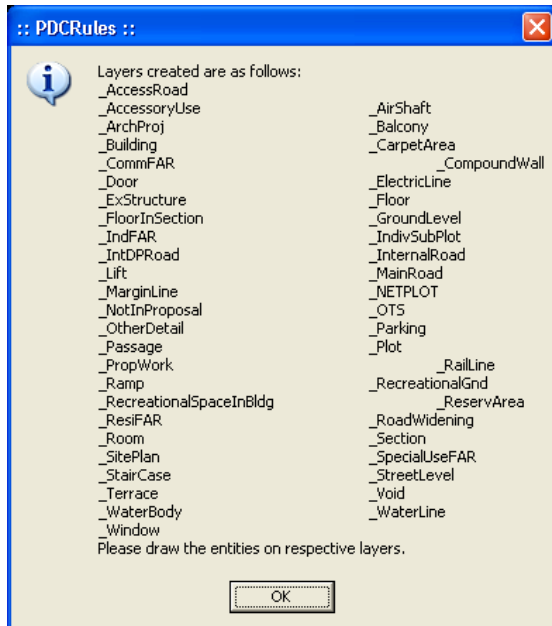 :: PDCRules ::
Layers created are as follows:
_AccessRoad
_AccessoryUse _AirShaft
_ArchProj _Balcony
_Building _CarpetArea
_CommFAR _CompoundWall
_Door _ElectricLine
_ExStructure _Floor
_FloorInSection _GroundLevel
_IndFAR _IndivSubPlot
_IntDPRoad _InternalRoad
_Lift _MainRoad
_MarginLine _NETPLOT
_NotInProposal _OTS
_OtherDetail _Parking
_Passage _Plot
_PropWork _RailLine
_Ramp _RecreationalGnd
_RecreationalSpaceInBldg _ReservArea
_ResiFAR _RoadWidening
_Room _Section
_SitePlan _SpecialUseFAR
_StairCase _StreetLevel
_Terrace _Void
_WaterBody _WaterLine
_Window
Please draw the entities on respective layers.
OK